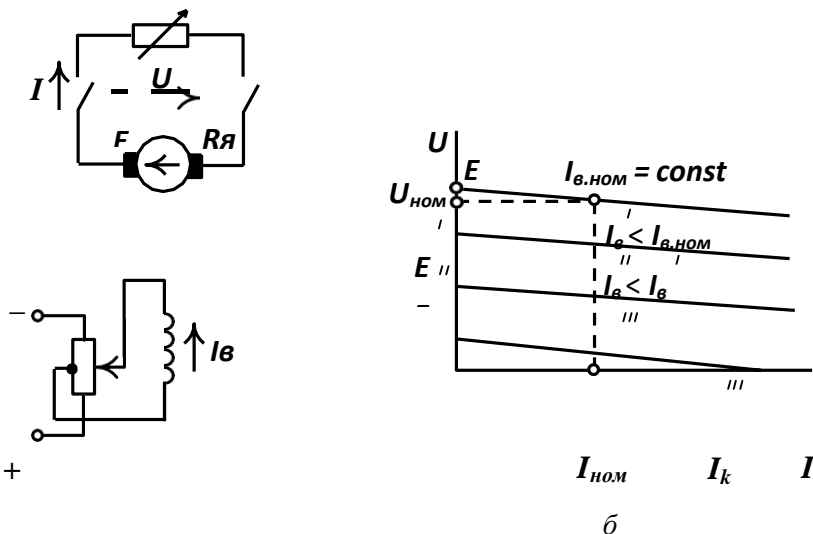 I
U
F
Rя
−
Iв
+
U
E
Iв.ном = const
Uном
′
′
Iв < Iв.ном
E
″
″
′
Iв < Iв
−
‴
‴
Iном
Ik
I
б